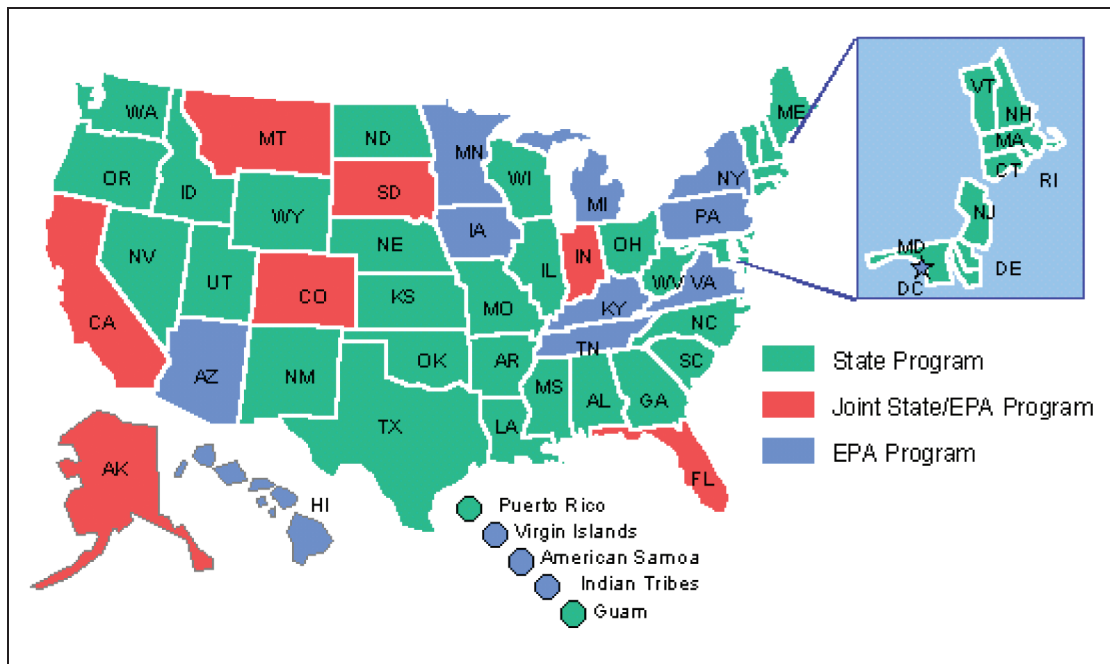 WA
MT
ND
MN
ME
OR
ID
SD
WI
NY
WY
MI
IA
PA
NE
NV
UT
IL
IN
OH
CO
KS
MO
WV
VA
KY
CA
NC
TN
AZ
NM
OK
AR
SC
MS
AL
GA
TX
LA
FL
AK
HI
VT
NH
MA
CT
RI
NJ
MD
DE
DC
State Program
Joint State/EPA Program
EPA Program
Puerto Rico
Virgin Islands
American Samoa
Indian Tribes
Guam